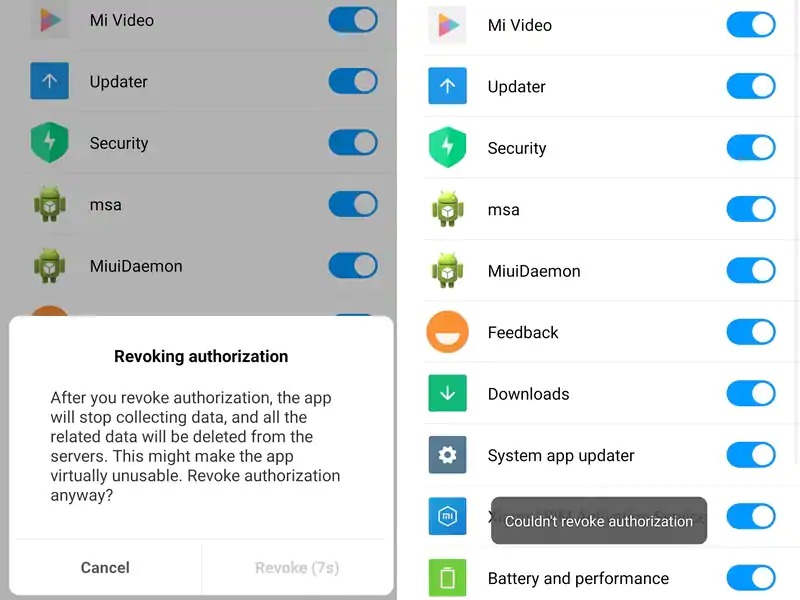 Mi Video
Updater
Security
msa
MiuiDaemon
Revoking authorization
After you revoke authorization, the app
will stop collecting data, and all the
related data will be deleted from the
servers. This might make the app
virtually unusable. Revoke authorization
anyway?
Cancel
Revoke (7s)
Mi Video
Updater
Security
msa
MiuiDaemon
Feedback
Downloads
System app updater
Couldn't revoke authorization
Battery and performance